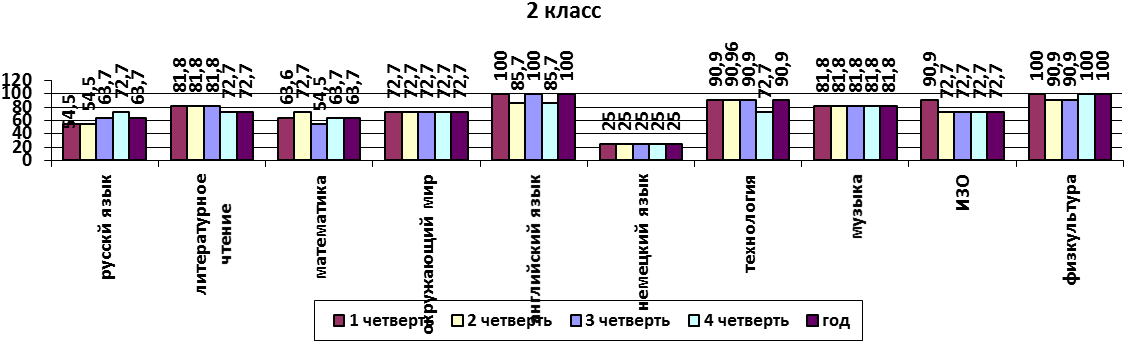 2 класс
54,5 54,5 63,7 72,7 63,7
81,8 81,8 81,8 72,7 72,7
63,6 72,7 54,5 63,7 63,7
72,7 72,7 72,7 72,7 72,7
100 85,7 100 85,7 100
25 25 25 25 25
90,9 90,96 90,9 72,7 90,9
81,8 81,8 81,8 81,8 81,8
90,9 72,7 72,7 72,7 72,7
100 90,9 90,9 100 100
120
100
80
60
40
20
0
русскй язык
литературное
чтение
математика
окружающий мир
английский язык
немецкий язык
технология
музыка
ИЗО
физкультура
1 четверть 2 четверть 3 четверть 4 четверть год